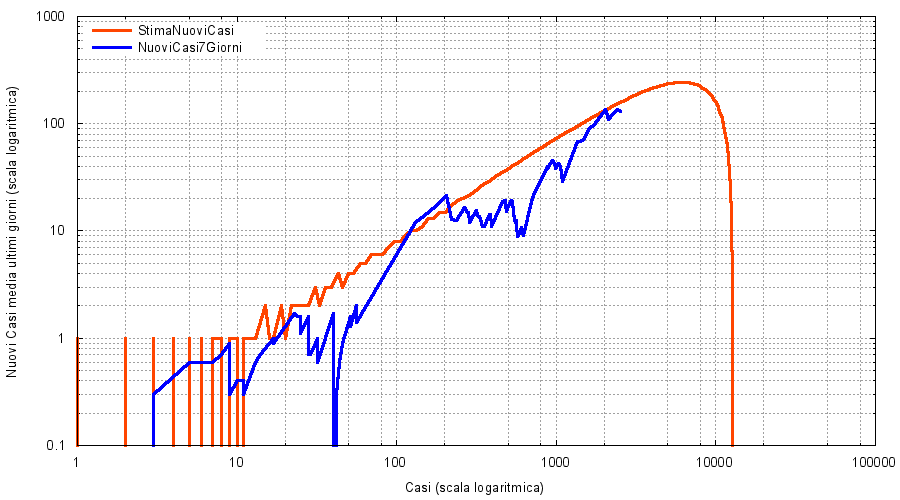 1000
100
10
1
0.1
StimaNuoviCasi
NuoviCasi7Giorni
Nuovi Casi media ultimi giorni (scala logaritmica)
1 10 100 1000 10000 100000
Casi (scala logaritmica)